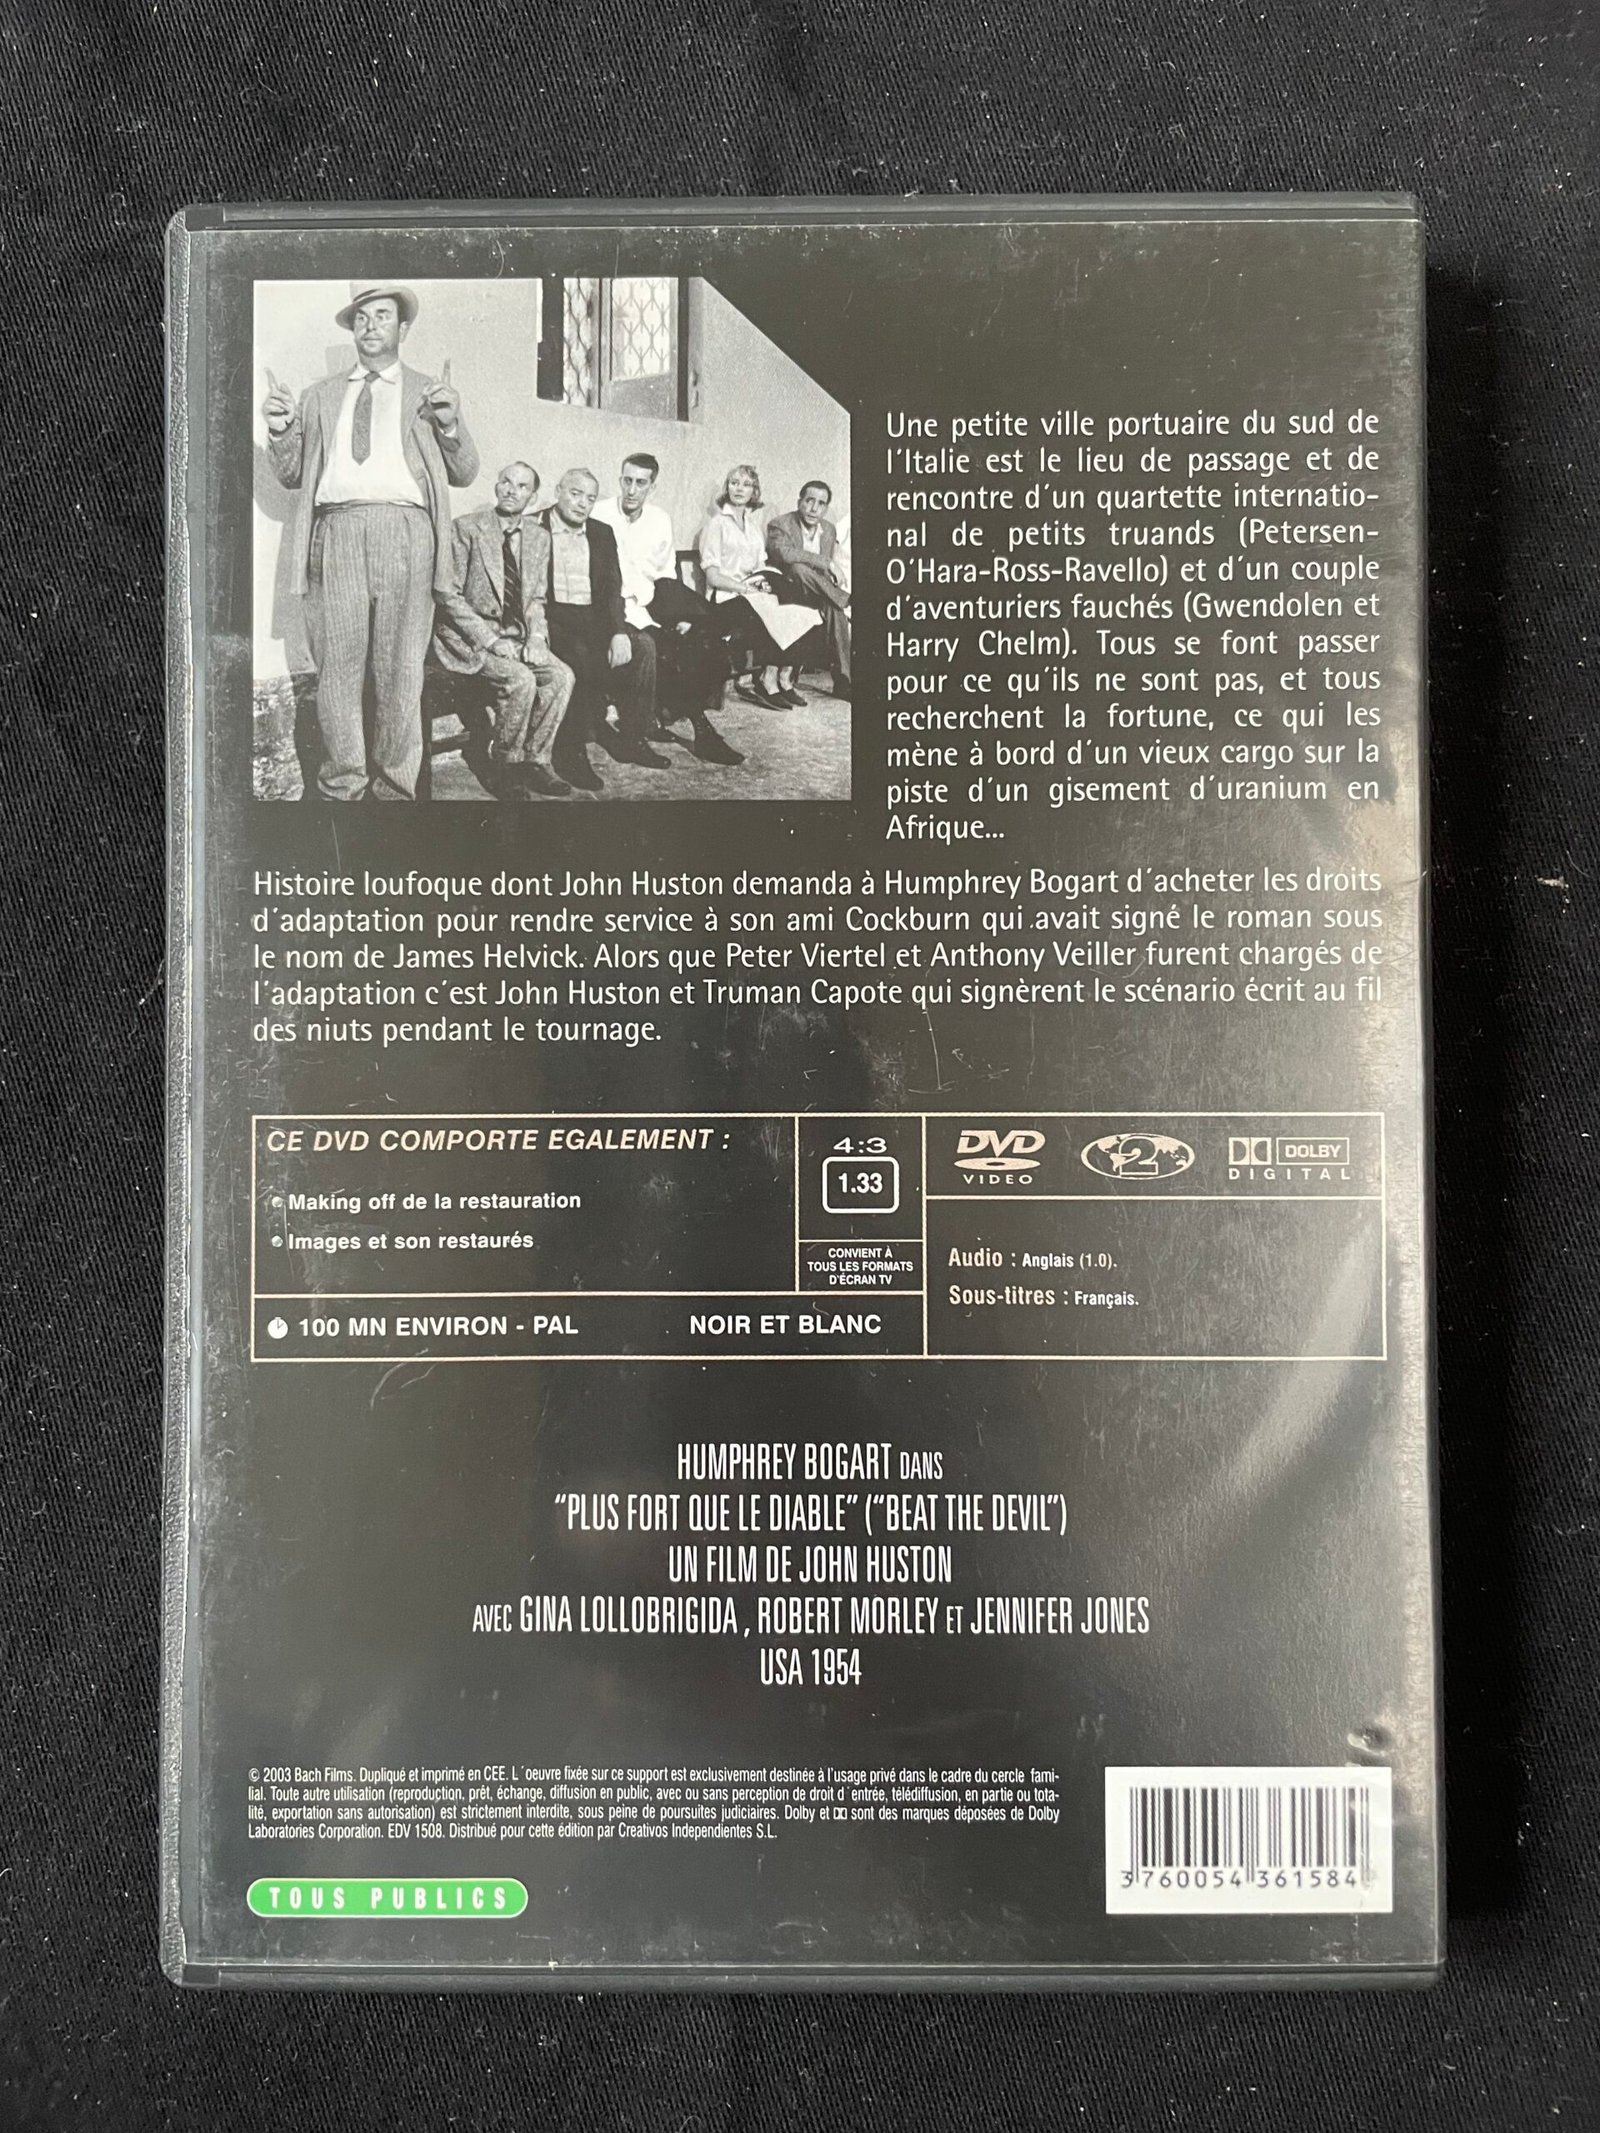 Une petite ville portuaire du sud de
l'Italie est le lieu de passage et de
rencontre d'un quartette internatio-
nal de petits truands (Petersen-
O'Hara-Ross-Ravello) et d'un couple
d'aventuriers fauchés (Gwendolen et
Harry Chelm). Tous se font passer
pour ce qu'ils ne sont pas, et tous
recherchent la fortune, ce qui les
mène à bord d'un vieux cargo sur la
piste d'un gisement d'uranium en
Afrique...
Histoire loufoque dont John Huston demanda à Humphrey Bogart d'acheter les droits
d'adaptation pour rendre service à son ami Cockburn qui avait signé le roman sous
le nom de James Helvick. Alors que Peter Viertel et Anthony Veiller furent chargés de
l'adaptation c'est John Huston et Truman Capote qui signèrent le scénario écrit au fil
des niuts pendant le tournage.
CE DVD COMPORTE EGALEMENT :
Making off de la restauration
Images et son restaurés
100 MN ENVIRON - PAL NOIR ET BLANC
4:3
1.33
CONVIENT À
TOUS LES FORMATS
D'ÉCRAN TV
DVD VIDEO 2 DOLBY DIGITAL
Audio : Anglais (1.0).
Sous-titres : Français.
HUMPHREY BOGART DANS
"PLUS FORT QUE LE DIABLE" ("BEAT THE DEVIL")
UN FILM DE JOHN HUSTON
AVEC GINA LOLLOBRIGIDA, ROBERT MORLEY ET JENNIFER JONES
USA 1954
© 2003 Bach Films. Dupliqué et imprimé en CEE. L'oeuvre fixée sur ce support est exclusivement destinée à l'usage privé dans le cadre du cercle fami-
lial. Toute autre utilisation (reproduction, prêt, échange, diffusion en public, avec ou sans perception de droit d'entrée, télédiffusion, en partie ou tota-
lité, exportation sans autorisation) est strictement interdite, sous peine de poursuites judiciaires. Dolby et DD sont des marques déposées de Dolby
Laboratories Corporation. EDV 1508. Distribué pour cette édition par Creativos Independientes S.L.
TOUS PUBLICS
3 760054 361584